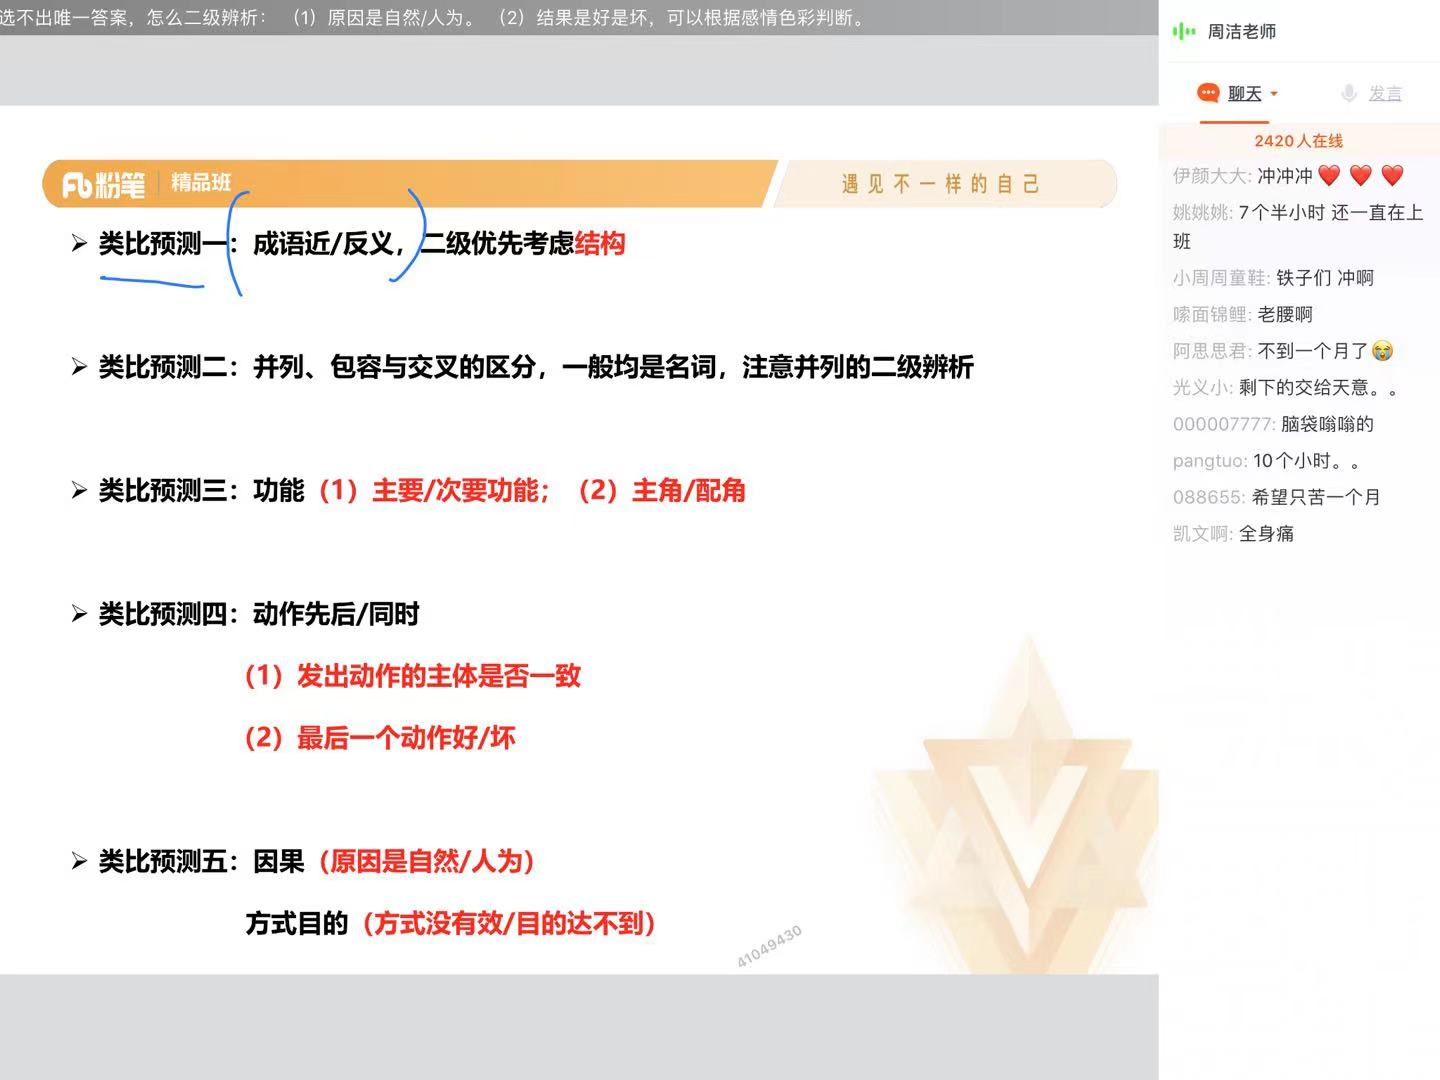 选不出唯一答案，怎么二级辨析：（1）原因是自然/人为。（2）结果是好是坏，可以根据感情色彩判断。
周洁老师
聊天 发言
2420人在线
粉笔 精品班 遇见不一样的自己
类比预测一：成语近/反义，二级优先考虑结构
类比预测二：并列、包容与交叉的区分，一般均是名词，注意并列的二级辨析
类比预测三：功能（1）主要/次要功能；（2）主角/配角
类比预测四：动作先后/同时
（1）发出动作的主体是否一致
（2）最后一个动作好/坏
类比预测五：因果（原因是自然/人为）
方式目的（方式没有效/目的达不到）
41049430
伊颜大大: 冲冲冲❤️ ❤️ ❤️
姚姚姚: 7个半小时 还一直在上
班
小周周童鞋: 铁子们 冲啊
嗦面锦鲤: 老腰啊
阿思思君: 不到一个月了😭
光义小: 剩下的交给天意。。
000007777: 脑袋嗡嗡的
pangtuo: 10个小时。。
088655: 希望只苦一个月
凯文啊: 全身痛